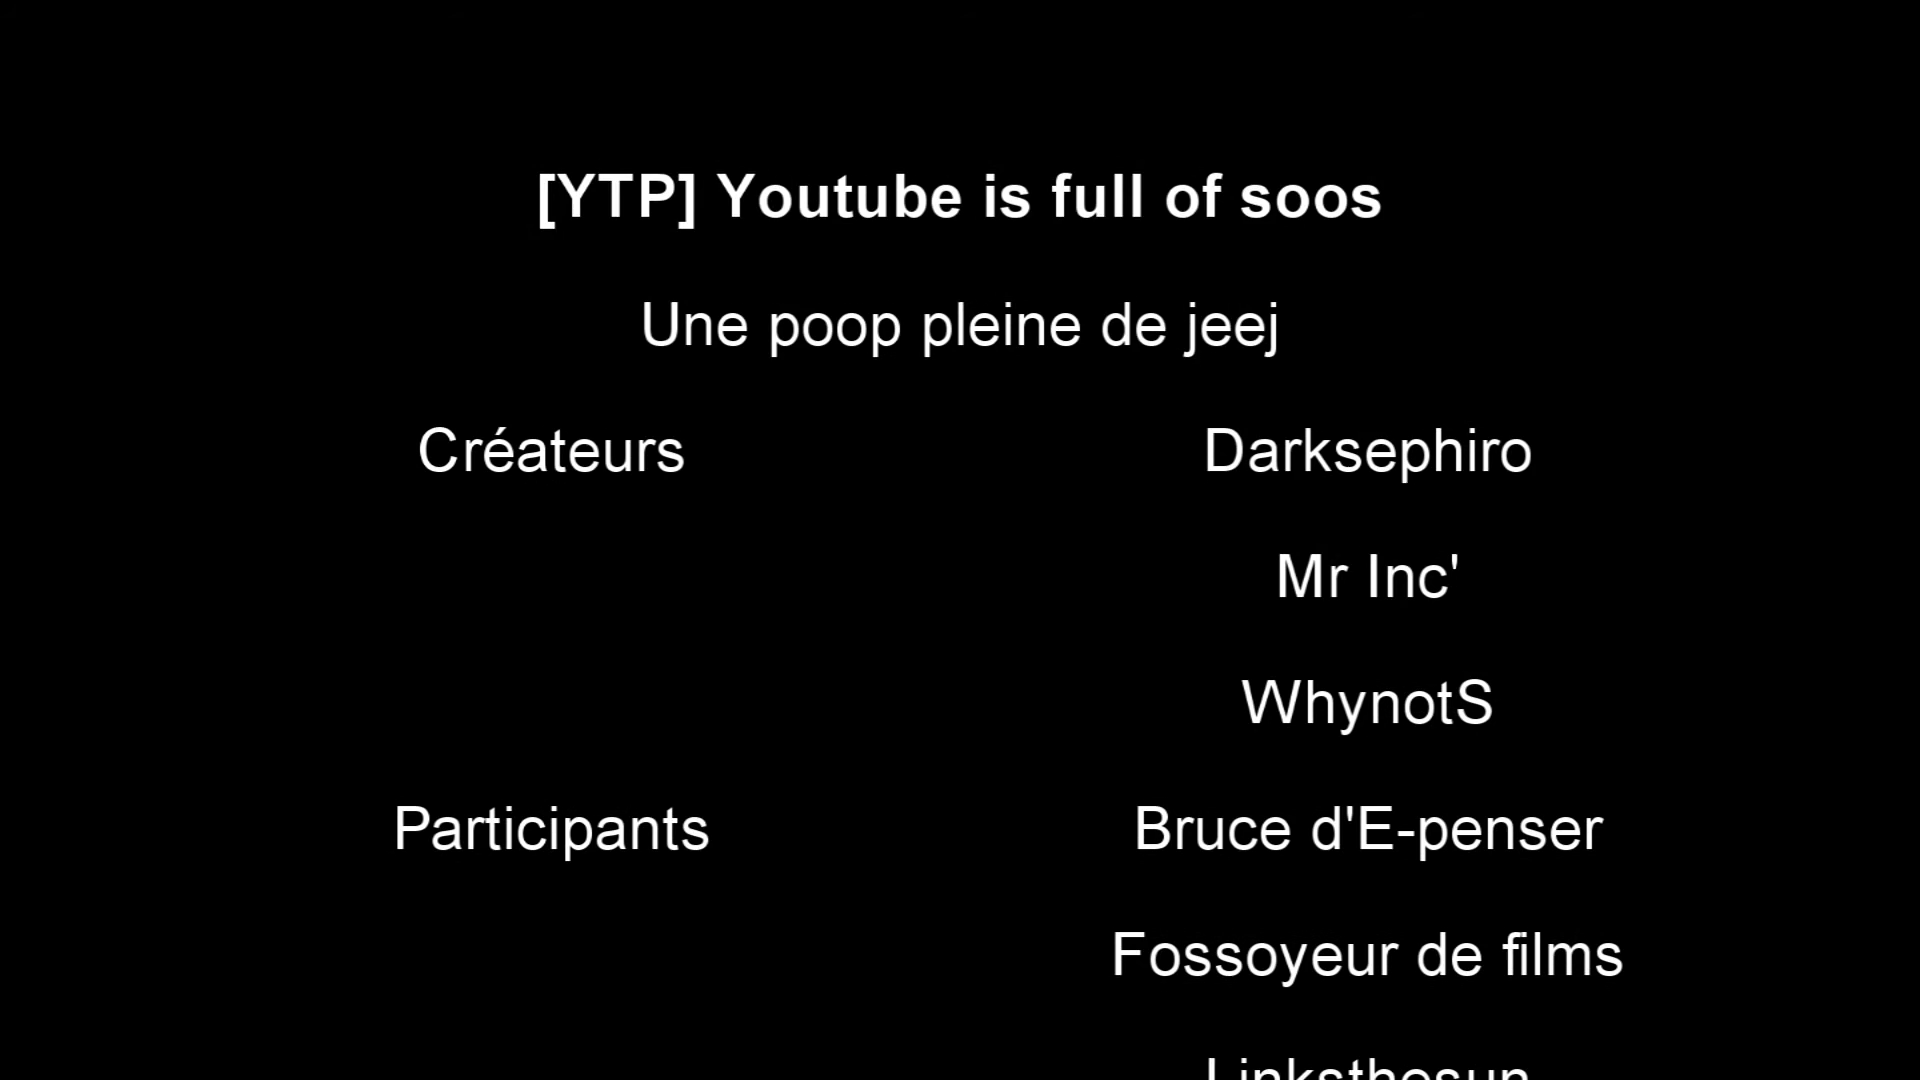 [YTP] Youtube is full of soos
Une poop pleine de jeej
Créateurs Darksephiro
Mr Inc'
WhynotS
Participants Bruce d'E-penser
Fossoyeur de films
Linksthesun